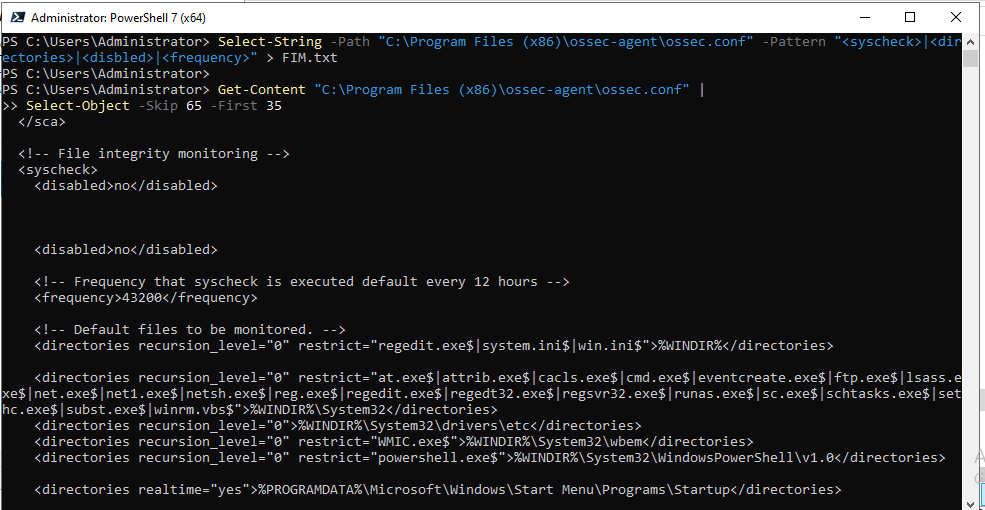 Administrator: PowerShell 7 (x64)
PS C:\Users\Administrator> Select-String -Path "C:\Program Files (x86)\ossec-agent\ossec.conf" -Pattern "<syscheck>|<dir
ectories>|<disbled>|<frequency>" > FIM.txt
PS C:\Users\Administrator>
PS C:\Users\Administrator> Get-Content "C:\Program Files (x86)\ossec-agent\ossec.conf" |
>> Select-Object -Skip 65 -First 35
</sca>
<!-- File integrity monitoring -->
<syscheck>
<disabled>no</disabled>
<disabled>no</disabled>
<!-- Frequency that syscheck is executed default every 12 hours -->
<frequency>43200</frequency>
<!-- Default files to be monitored. -->
<directories recursion_level="0" restrict="regedit.exe$|system.ini$|win.ini$">%WINDIR%</directories>
<directories recursion_level="0" restrict="at.exe$|attrib.exe$|cacls.exe$|cmd.exe$|eventcreate.exe$|ftp.exe$|lsass.e
xe$|net.exe$|net1.exe$|netsh.exe$|reg.exe$|regedit.exe$|regedt32.exe$|regsvr32.exe$|runas.exe$|sc.exe$|schtasks.exe$|set
hc.exe$|subst.exe$|winrm.vbs$">%WINDIR%\System32</directories>
<directories recursion_level="0">%WINDIR%\System32\drivers\etc</directories>
<directories recursion_level="0" restrict="WMIC.exe$">%WINDIR%\System32\wbem</directories>
<directories recursion_level="0" restrict="powershell.exe$">%WINDIR%\System32\WindowsPowerShell\v1.0</directories>
<directories realtime="yes">%PROGRAMDATA%\Microsoft\Windows\Start Menu\Programs\Startup</directories>